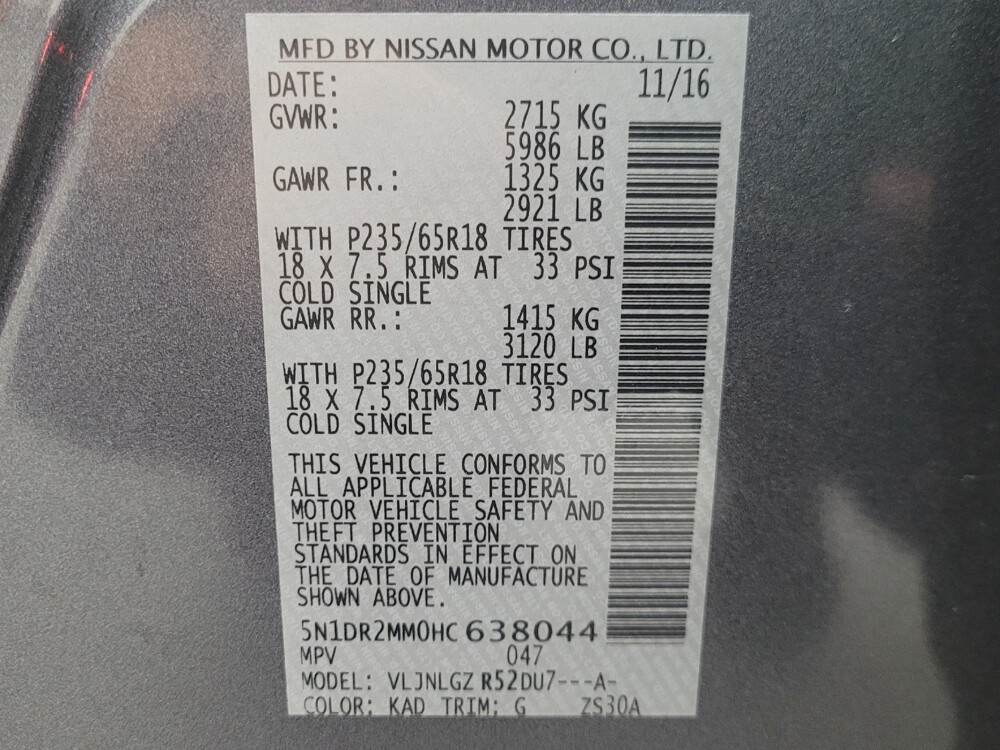 MFD BY NISSAN MOTOR CO., LTD.
DATE: 11/16
GVWR: 2715 KG
5986 LB
GAWR FR.: 1325 KG
2921 LB
WITH P235/65R18 TIRES
18 X 7.5 RIMS AT 33 PSI
COLD SINGLE
GAWR RR.: 1415 KG
3120 LB
WITH P235/65R18 TIRES
18 X 7.5 RIMS AT 33 PSI
COLD SINGLE
THIS VEHICLE CONFORMS TO
ALL APPLICABLE FEDERAL
MOTOR VEHICLE SAFETY AND
THEFT PREVENTION
STANDARDS IN EFFECT ON
THE DATE OF MANUFACTURE
SHOWN ABOVE.
5N1DR2MM0HC638044
MPV 047
MODEL: VLJNLGZ R52DU7---A-
COLOR: KAD TRIM: G ZS30A